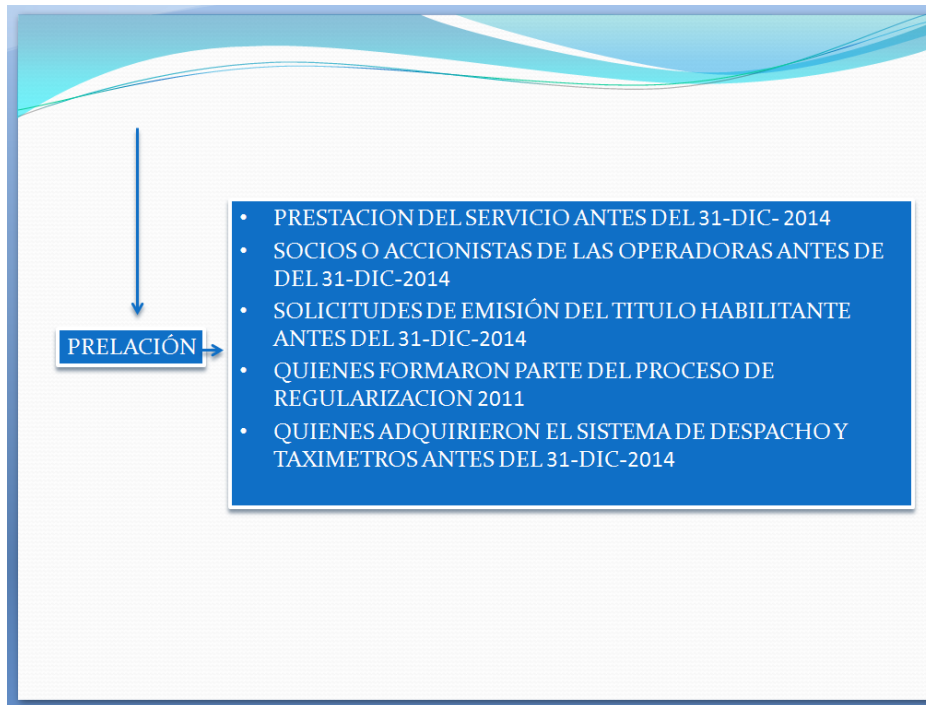 PRELACIÓN
• PRESTACION DEL SERVICIO ANTES DEL 31-DIC- 2014
• SOCIOS O ACCIONISTAS DE LAS OPERADORAS ANTES DE
DEL 31-DIC-2014
• SOLICITUDES DE EMISIÓN DEL TITULO HABILITANTE
ANTES DEL 31-DIC-2014
• QUIENES FORMARON PARTE DEL PROCESO DE
REGULARIZACION 2011
• QUIENES ADQUIRIERON EL SISTEMA DE DESPACHO Y
TAXIMETROS ANTES DEL 31-DIC-2014